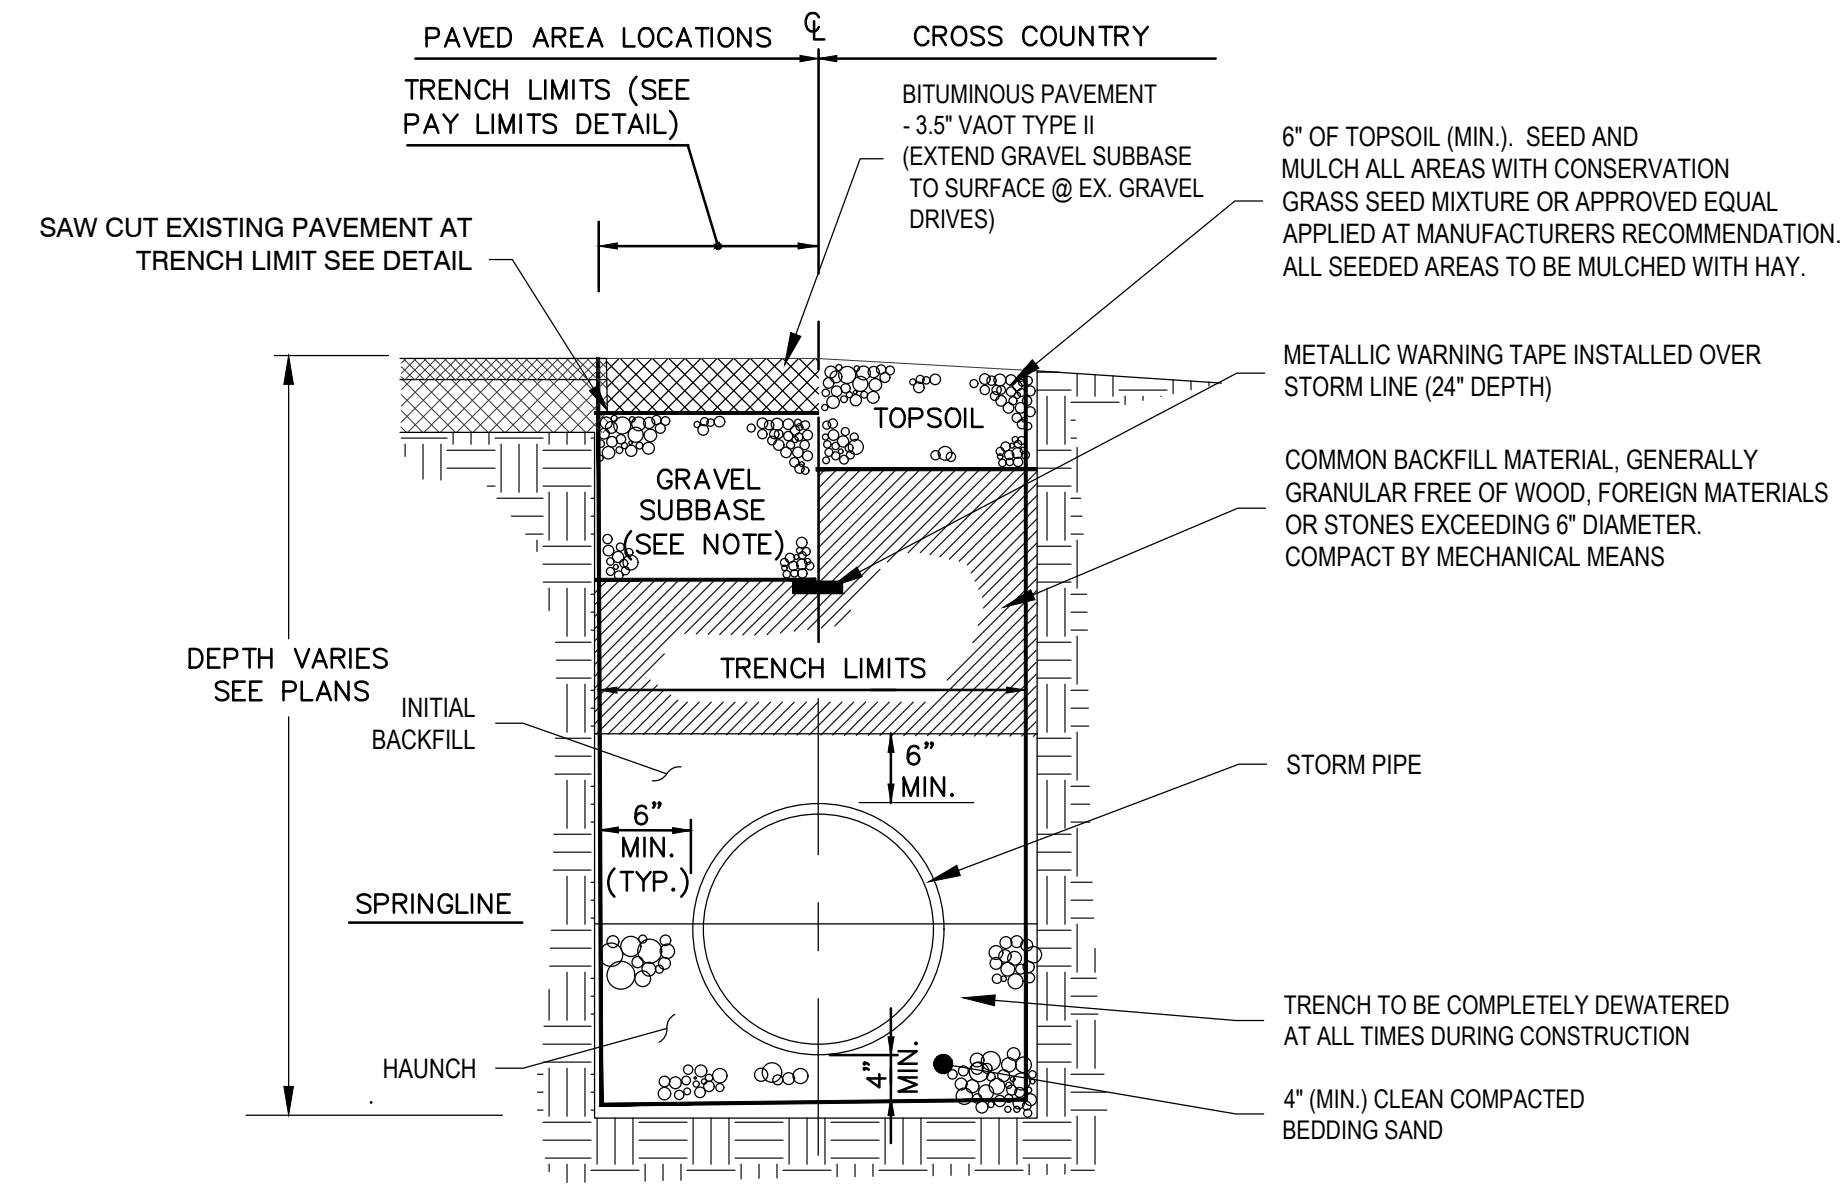 PAVED AREA LOCATIONS
℄
CROSS COUNTRY
TRENCH LIMITS (SEE
PAY LIMITS DETAIL)
BITUMINOUS PAVEMENT
- 3.5" VAOT TYPE II
(EXTEND GRAVEL SUBBASE
TO SURFACE @ EX. GRAVEL
DRIVES)
6" OF TOPSOIL (MIN.). SEED AND
MULCH ALL AREAS WITH CONSERVATION
GRASS SEED MIXTURE OR APPROVED EQUAL
APPLIED AT MANUFACTURERS RECOMMENDATION.
ALL SEEDED AREAS TO BE MULCHED WITH HAY.
SAW CUT EXISTING PAVEMENT AT
TRENCH LIMIT SEE DETAIL
METALLIC WARNING TAPE INSTALLED OVER
STORM LINE (24" DEPTH)
TOPSOIL
GRAVEL
SUBBASE
(SEE NOTE)
COMMON BACKFILL MATERIAL, GENERALLY
GRANULAR FREE OF WOOD, FOREIGN MATERIALS
OR STONES EXCEEDING 6" DIAMETER.
COMPACT BY MECHANICAL MEANS
DEPTH VARIES
SEE PLANS
TRENCH LIMITS
INITIAL
BACKFILL
6”
MIN.
STORM PIPE
6”
MIN.
(TYP.)
SPRINGLINE
TRENCH TO BE COMPLETELY DEWATERED
AT ALL TIMES DURING CONSTRUCTION
HAUNCH
4”
MIN.
4" (MIN.) CLEAN COMPACTED
BEDDING SAND